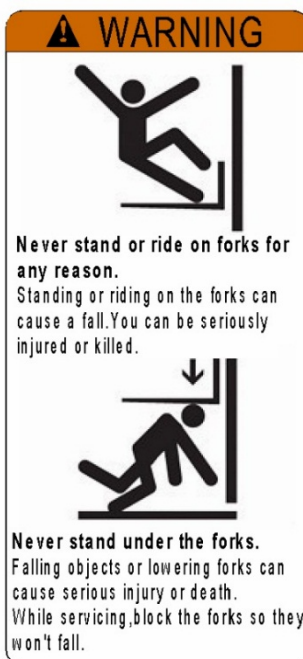 WARNING
Never stand or ride on forks for
any reason.
Standing or riding on the forks can
cause a fall.You can be seriously
injured or killed.
Never stand under the forks.
Falling objects or lowering forks can
cause serious injury or death.
While servicing,block the forks so they
won't fall.